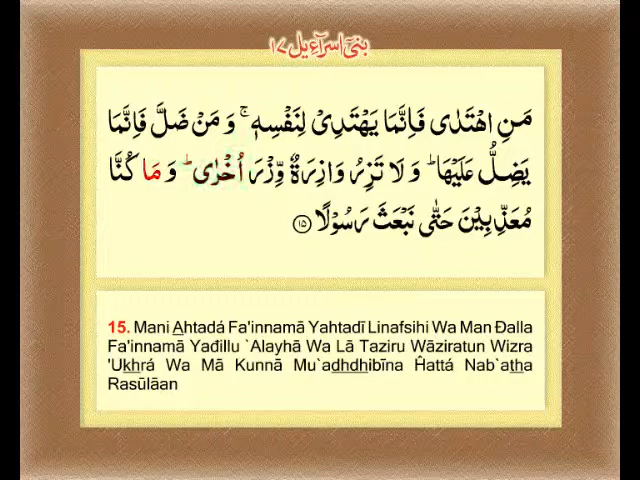 بنیٓ اسرآءیل ١٧
مَنِ اهْتَدٰى فَاِنَّمَا يَهْتَدِىْ لِنَفْسِهٖ ۚ وَ مَنْ ضَلَّ فَاِنَّمَا
يَضِلُّ عَلَيْهَا ؕ وَ لَا تَزِرُ وَازِرَةٌ وِّزْرَ اُخْرٰى ؕ وَ مَا كُنَّا
مُعَذِّبِيْنَ حَتّٰى نَبْعَثَ رَسُوْلًا ۝١٥
15. Mani Ahtadá Fa'innamā Yahtadī Linafsihi Wa Man Đalla
Fa'innamā Yađillu `Alayhā Wa Lā Taziru Wāziratun Wizra
'Ukhrá Wa Mā Kunnā Mu`adhdhibīna Ĥattá Nab`atha
Rasūlāan